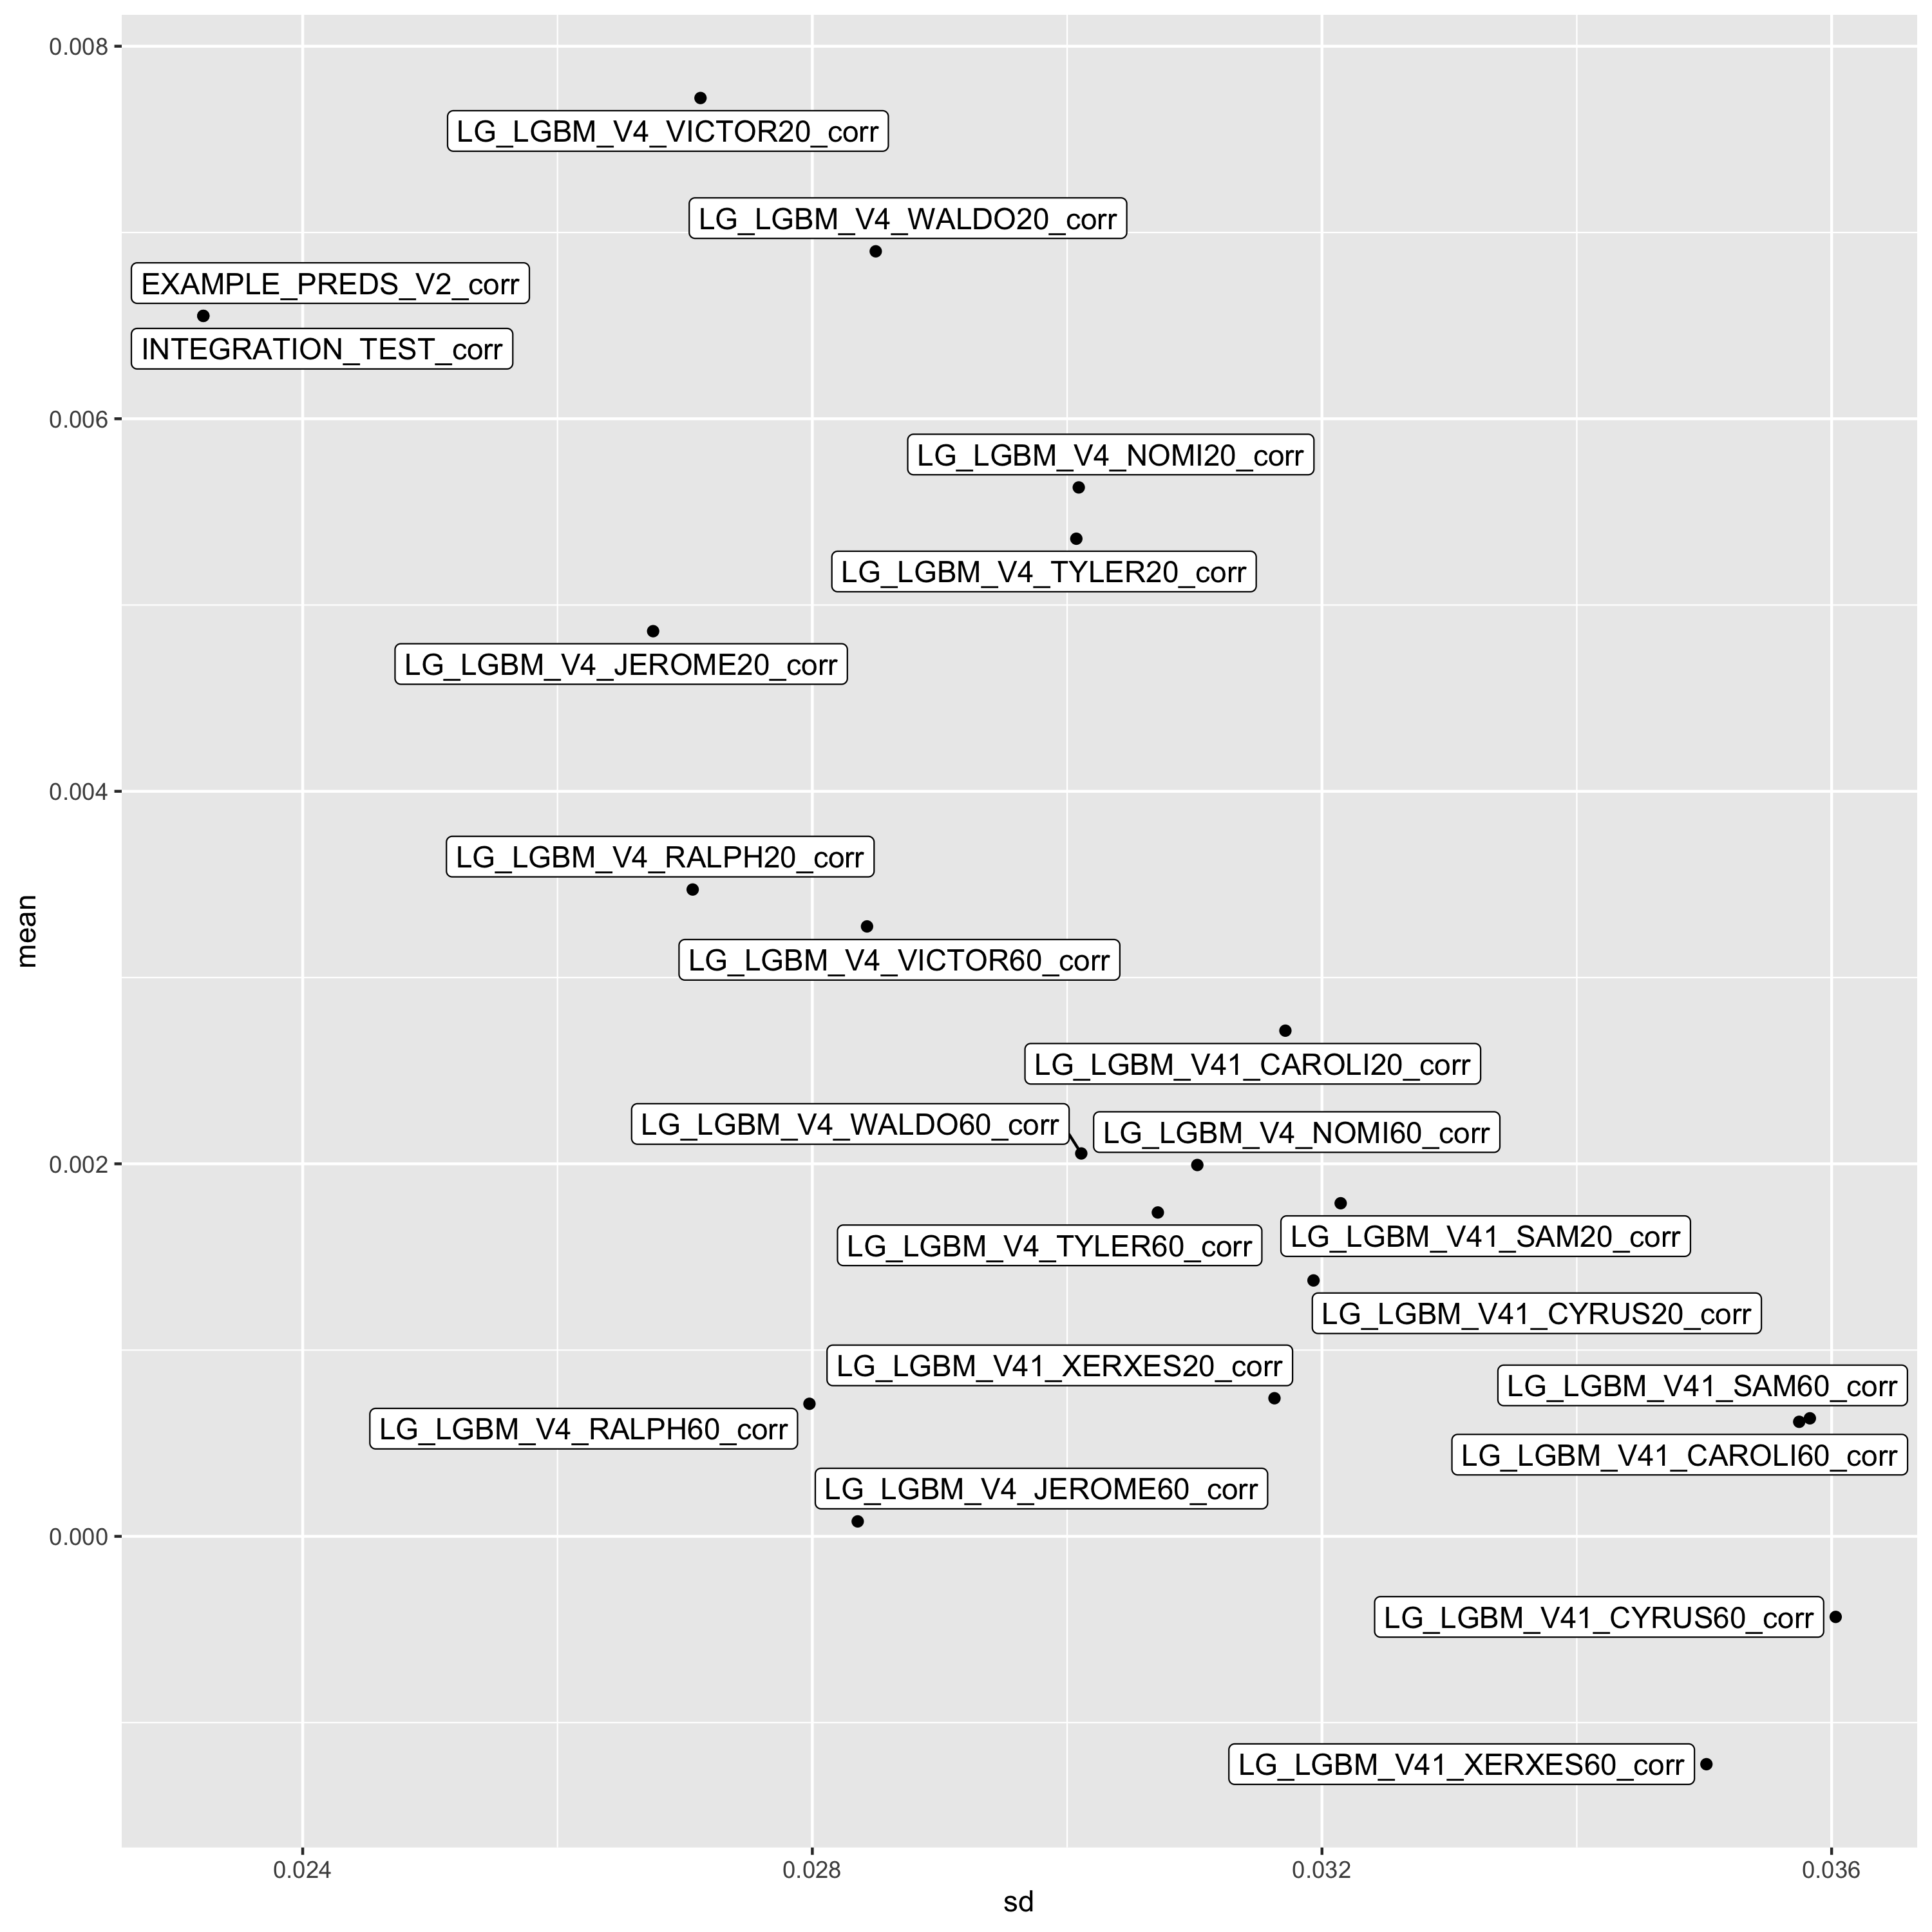 0.008
LG_LGBM_V4_VICTOR20_corr
LG_LGBM_V4_WALDO20_corr
EXAMPLE_PREDS_V2_corr
INTEGRATION_TEST_corr
0.006
LG_LGBM_V4_NOMI20_corr
LG_LGBM_V4_TYLER20_corr
LG_LGBM_V4_JEROME20_corr
0.004
LG_LGBM_V4_RALPH20_corr
mean
LG_LGBM_V4_VICTOR60_corr
LG_LGBM_V41_CAROLI20_corr
LG_LGBM_V4_WALDO60_corr
LG_LGBM_V4_NOMI60_corr
0.002
LG_LGBM_V4_TYLER60_corr
LG_LGBM_V41_SAM20_corr
LG_LGBM_V41_CYRUS20_corr
LG_LGBM_V41_XERXES20_corr
LG_LGBM_V41_SAM60_corr
LG_LGBM_V4_RALPH60_corr
LG_LGBM_V41_CAROLI60_corr
LG_LGBM_V4_JEROME60_corr
0.000
LG_LGBM_V41_CYRUS60_corr
LG_LGBM_V41_XERXES60_corr
0.024
0.028
0.032
0.036
sd